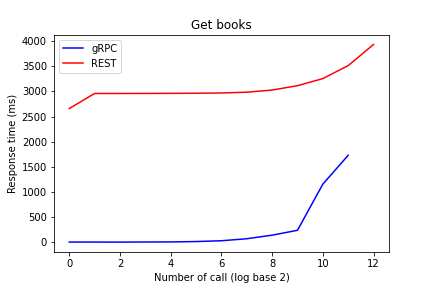 Get books
gRPC
REST
Response time (ms)
4000
3500
3000
2500
2000
1500
1000
500
0
0 2 4 6 8 10 12
Number of call (log base 2)